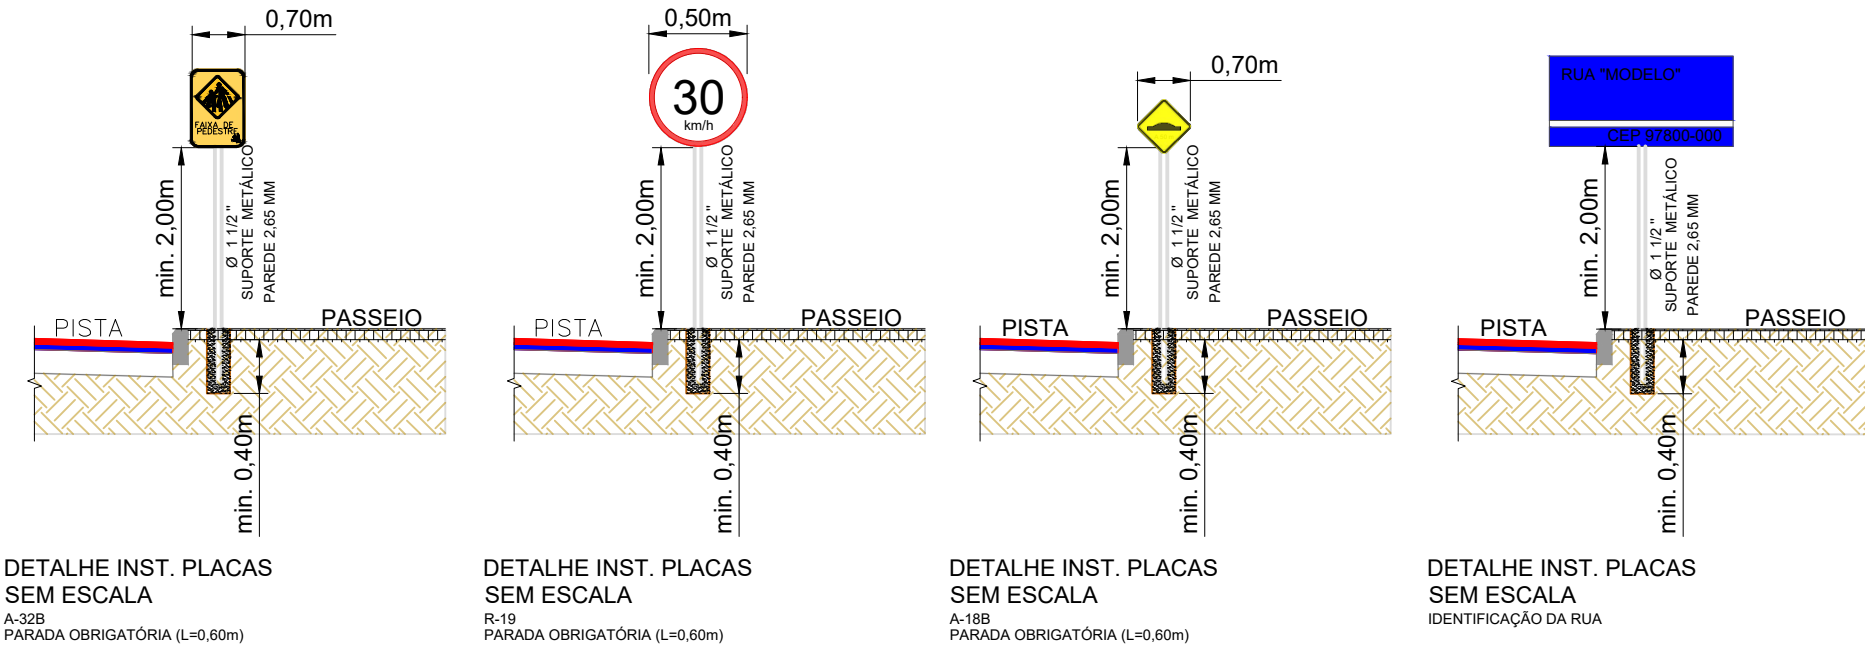 0,70m
FAIXA DE
PEDESTRE
min. 2,00m
Ø 1 1/2"
SUPORTE METÁLICO
PAREDE 2,65 MM
PISTA
PASSEIO
min. 0,40m
DETALHE INST. PLACAS
SEM ESCALA
A-32B
PARADA OBRIGATÓRIA (L=0,60m)
0,50m
30
km/h
min. 2,00m
Ø 1 1/2"
SUPORTE METÁLICO
PAREDE 2,65 MM
PISTA
PASSEIO
min. 0,40m
DETALHE INST. PLACAS
SEM ESCALA
R-19
PARADA OBRIGATÓRIA (L=0,60m)
0,70m
min. 2,00m
Ø 1 1/2"
SUPORTE METÁLICO
PAREDE 2,65 MM
PISTA
PASSEIO
min. 0,40m
DETALHE INST. PLACAS
SEM ESCALA
A-18B
PARADA OBRIGATÓRIA (L=0,60m)
RUA "MODELO"
CEP 97800-000
min. 2,00m
Ø 1 1/2"
SUPORTE METÁLICO
PAREDE 2,65 MM
PISTA
PASSEIO
min. 0,40m
DETALHE INST. PLACAS
SEM ESCALA
IDENTIFICAÇÃO DA RUA